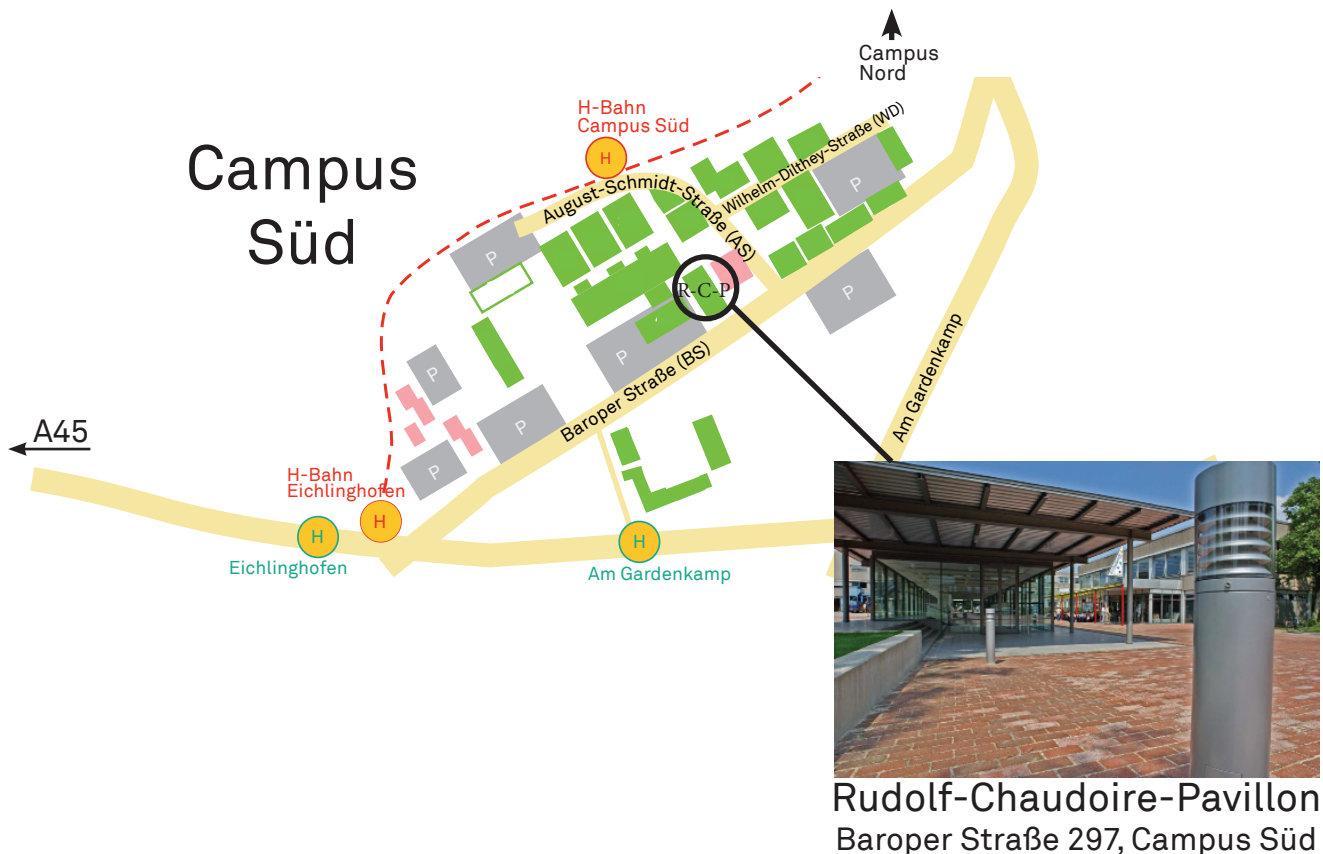 Campus
Nord
H-Bahn
Campus Süd
H
Campus
Süd
Wilhelm-Dilthey-Straße (WD)
August-Schmidt-Straße (AS)
P
P
R-C-P
P
P
P
Baroper Straße (BS)
P
P
Am Gardenkamp
A45
H-Bahn
Eichlinghofen
H
H
Eichlinghofen
H
Am Gardenkamp
Rudolf-Chaudoire-Pavillon
Baroper Straße 297, Campus Süd